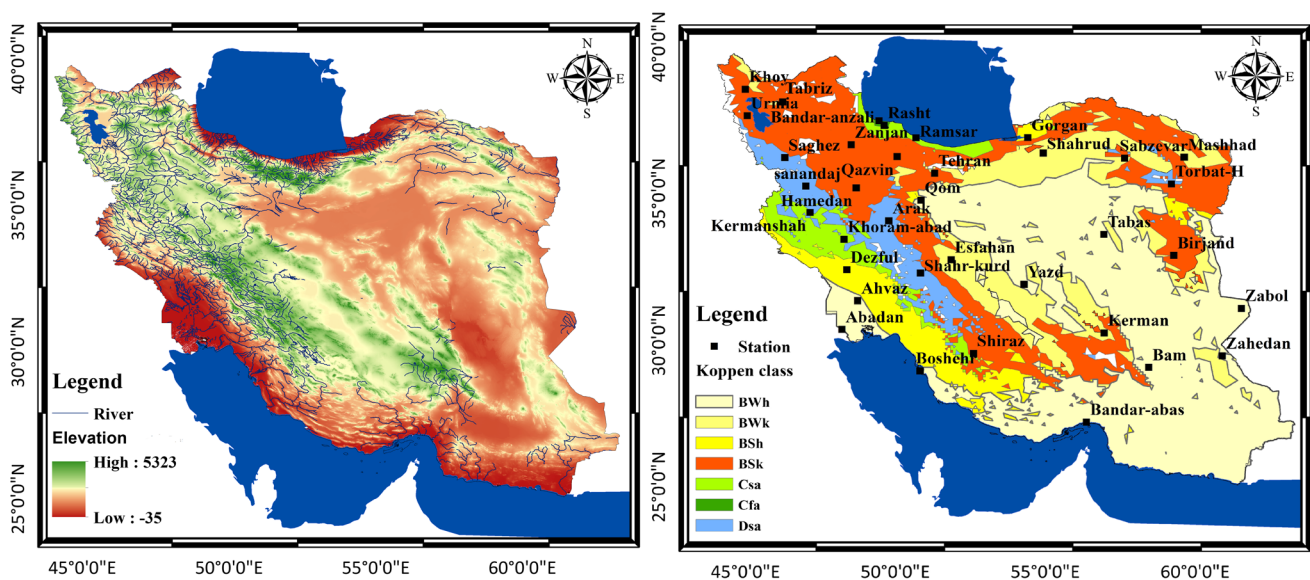 40°0'0"N
35°0'0"N
30°0'0"N
25°0'0"N
N
W E
S
Legend
River
Elevation
High : 5323
Low : -35
45°0'0"E 50°0'0"E 55°0'0"E 60°0'0"E
40°0'0"N
35°0'0"N
30°0'0"N
25°0'0"N
N
W E
S
Khoy
Tabriz
Urmia
Bandar-anzali
Rasht
Zanjan
Ramsar
Gorgan
Saghez
Shahrud
Sabzevar
Mashhad
Tehran
sanandaj
Qazvin
Torbat-H
Qom
Hamedan
Arak
Kermanshah
Khoram-abad
Tabas
Birjand
Dezful
Esfahan
Shahr-kurd
Yazd
Ahvaz
Zabol
Abadan
Kerman
Shiraz
Bam
Zahedan
Boshehr
Bandar-abas
Legend
Station
Koppen class
BWh
BWk
BSh
BSk
Csa
Cfa
Dsa
45°0'0"E 50°0'0"E 55°0'0"E 60°0'0"E